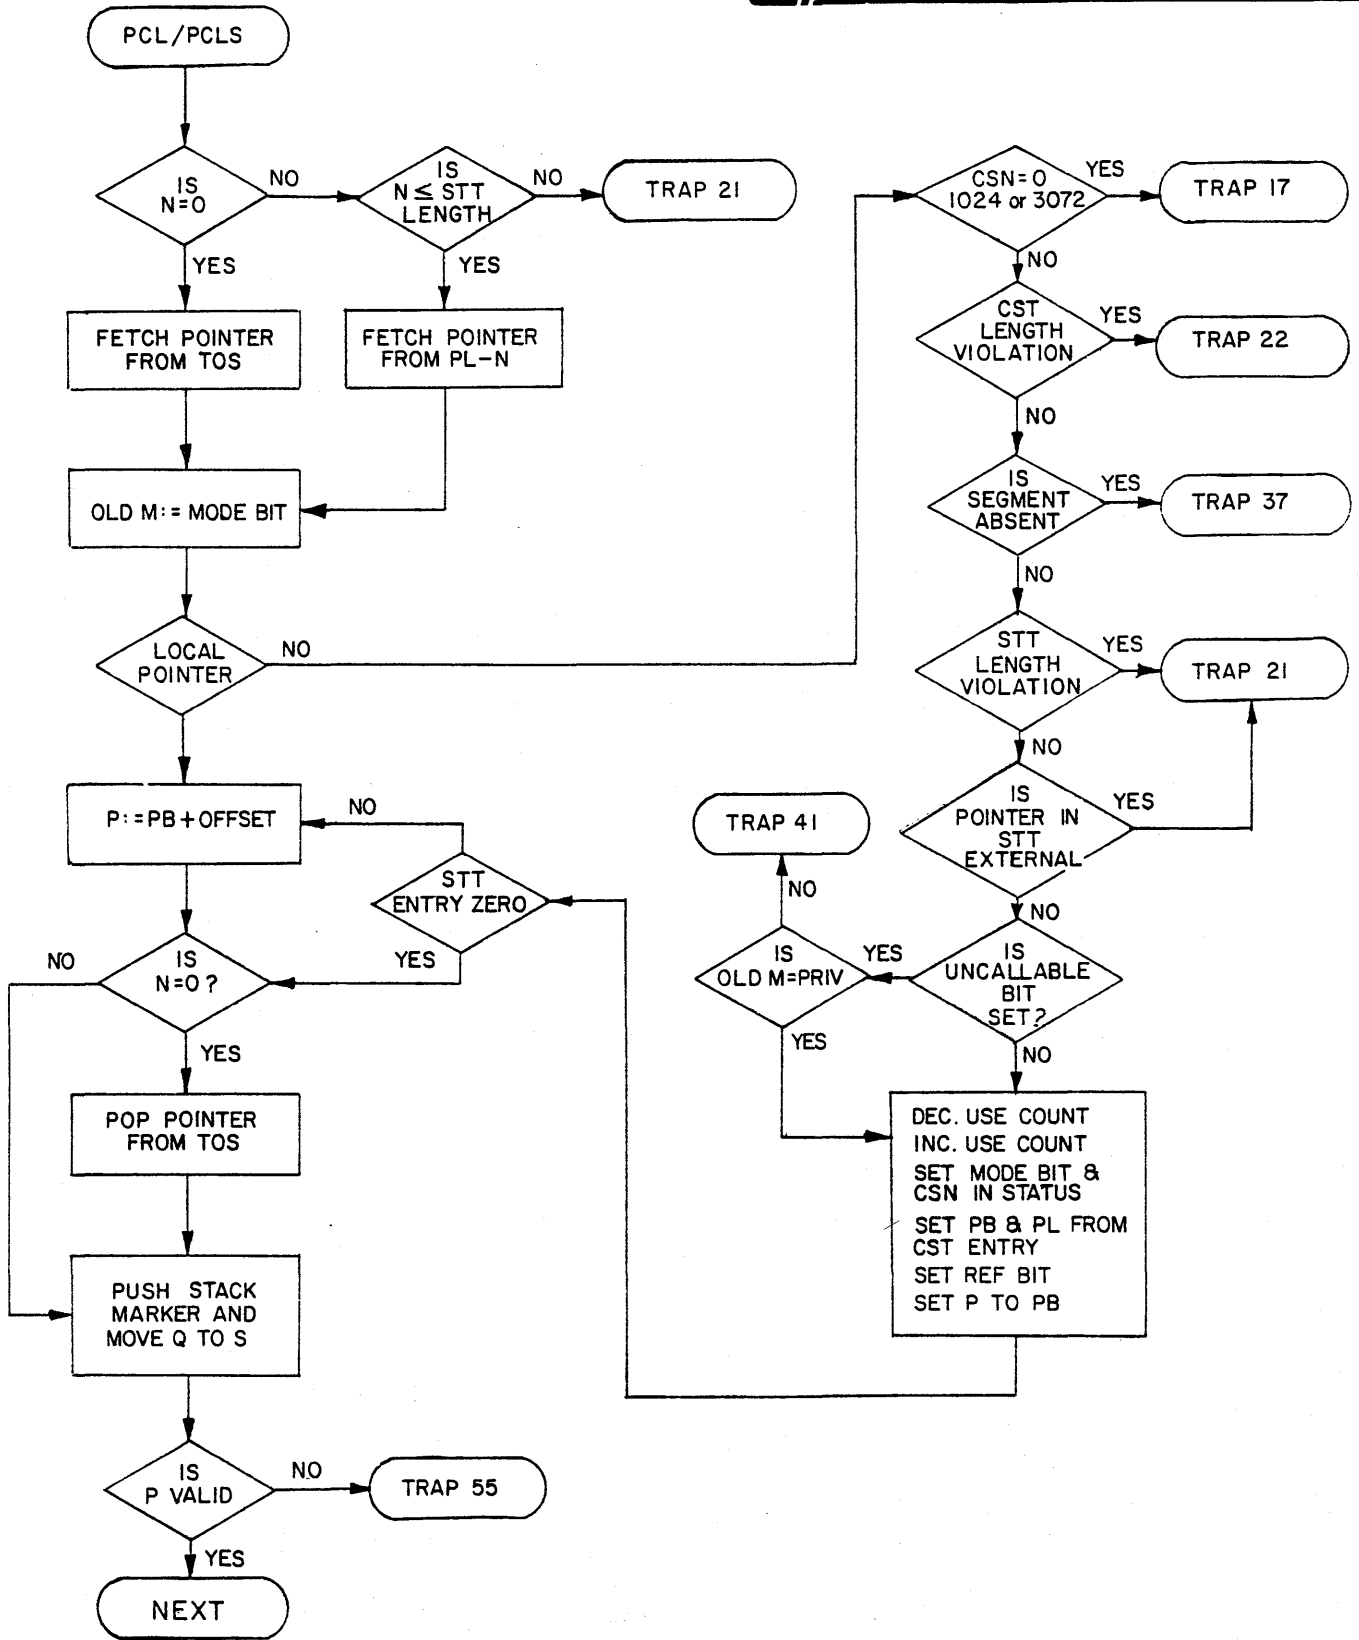 PCL/PCLS
IS
N=0
NO
IS
N ≤ STT
LENGTH
NO
TRAP 21
YES
YES
FETCH POINTER
FROM TOS
FETCH POINTER
FROM PL-N
OLD M:= MODE BIT
LOCAL
POINTER
NO
P:=PB+OFFSET
NO
STT
ENTRY ZERO
YES
IS
N=0?
NO
YES
POP POINTER
FROM TOS
PUSH STACK
MARKER AND
MOVE Q TO S
IS
P VALID
NO
TRAP 55
YES
NEXT
CSN=0
1024 or 3072
YES
TRAP 17
NO
CST
LENGTH
VIOLATION
YES
TRAP 22
NO
IS
SEGMENT
ABSENT
YES
TRAP 37
NO
STT
LENGTH
VIOLATION
YES
TRAP 21
NO
IS
POINTER IN
STT
EXTERNAL
YES
NO
IS
UNCALLABLE
BIT
SET?
YES
IS
OLD M=PRIV
NO
TRAP 41
YES
NO
DEC. USE COUNT
INC. USE COUNT
SET MODE BIT &
CSN IN STATUS
SET PB & PL FROM
CST ENTRY
SET REF BIT
SET P TO PB